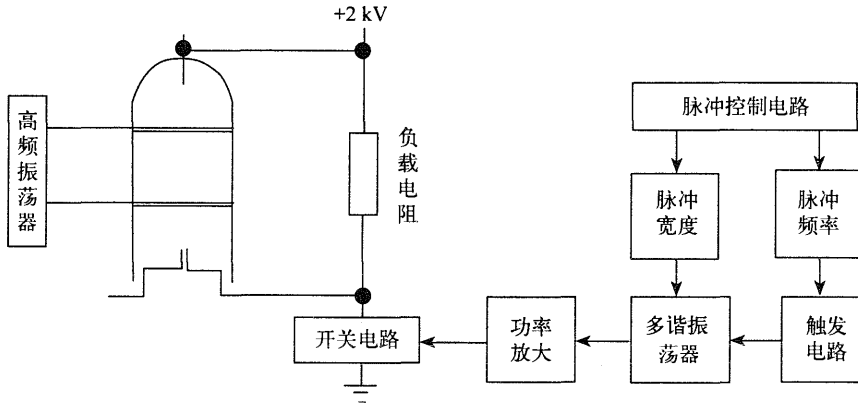 +2 kV
高频振荡器
负载电阻
脉冲控制电路
脉冲
宽度
脉冲
频率
开关电路
功率
放大
多谐振
荡器
触发
电路